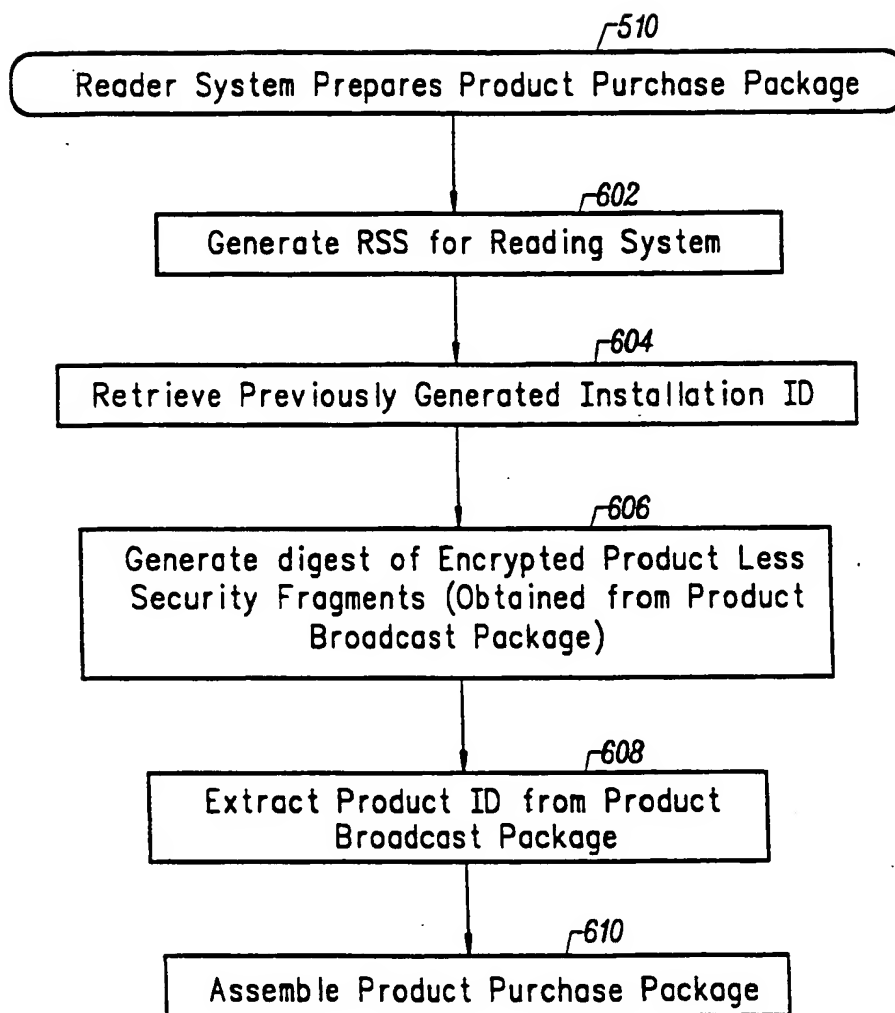 510
Reader System Prepares Product Purchase Package
602
Generate RSS for Reading System
604
Retrieve Previously Generated Installation ID
606
Generate digest of Encrypted Product Less
Security Fragments (Obtained from Product
Broadcast Package)
608
Extract Product ID from Product
Broadcast Package
610
Assemble Product Purchase Package